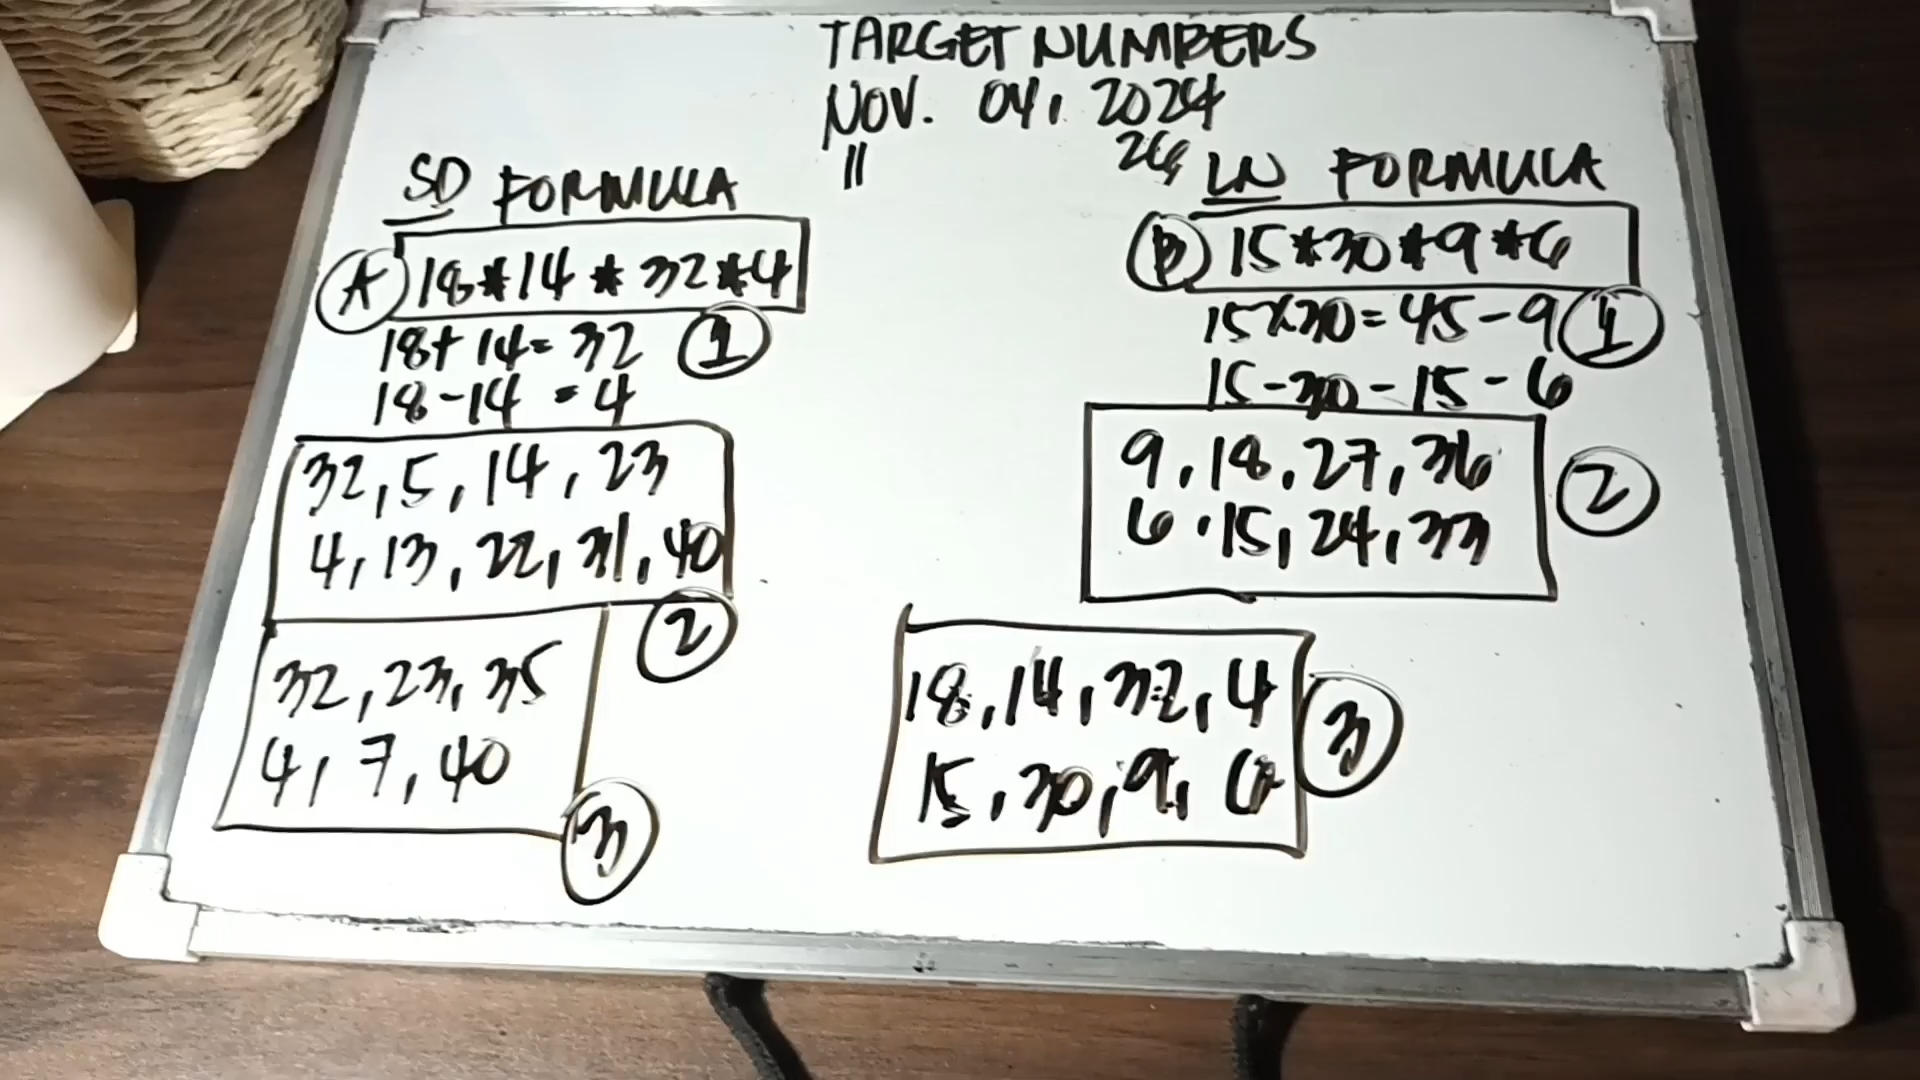 TARGET NUMBERS
NOV. 04, 2024
11
24
SD FORMULA
A 18*14*32*4
18+14=32 1
18-14=4
32,5,14,23
4,13,22,31,40
2
32,23,35
4,7,40
3
LN FORMULA
B 15*30*9*6
15x30=45-9 1
15-30-15-6
9,18,27,36
6,15,24,33
2
18,14,32,4
15,30,9,6
3